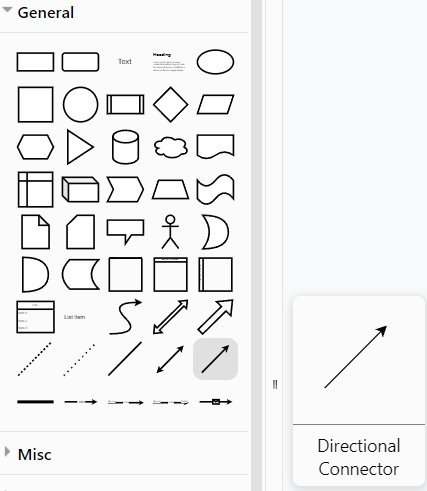 General
Text
Heading
List Item
Directional
Connector
Misc